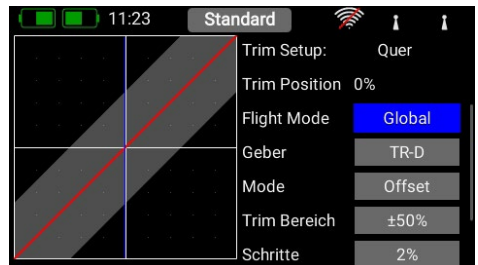 11:23 Standard
Trim Setup: Quer
Trim Position 0%
Flight Mode Global
Geber TR-D
Mode Offset
Trim Bereich ±50%
Schritte 2%